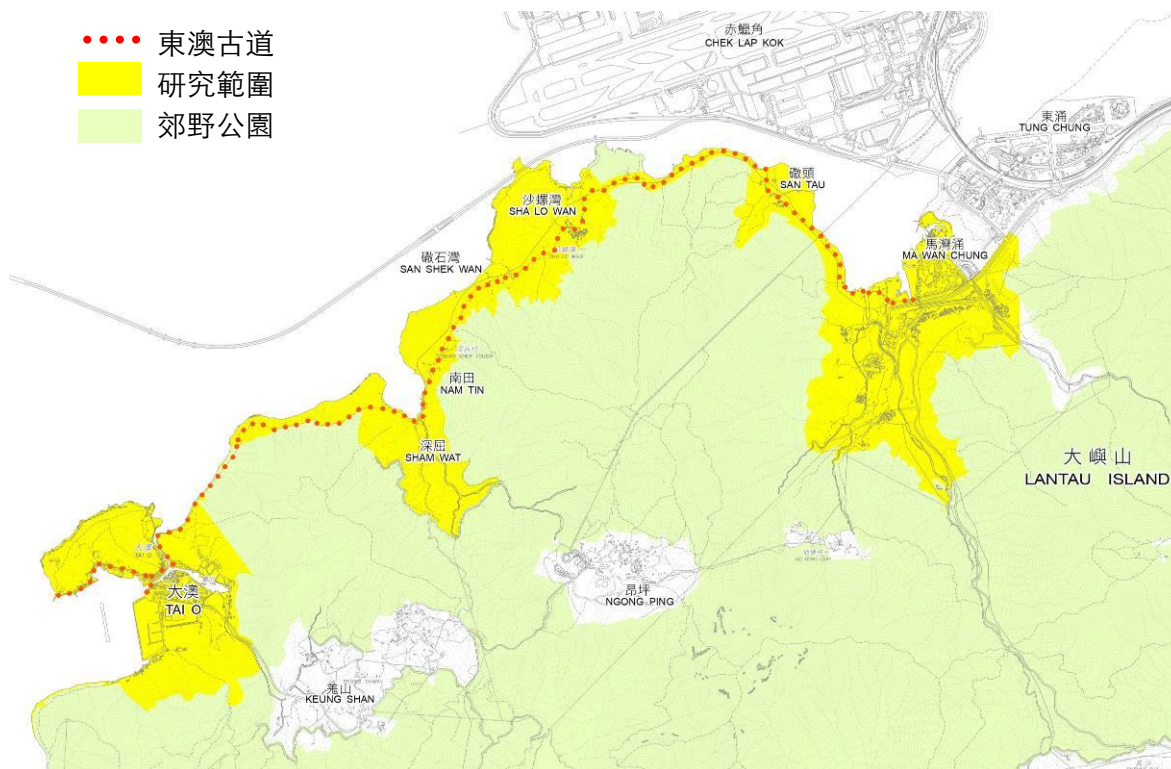 東澳古道
研究範圍
郊野公園
赤鱲角
CHEK LAP KOK
東涌
TUNG CHUNG
䃟頭
SAN TAU
沙螺灣
SHA LO WAN
馬灣涌
MA WAN CHUNG
䃟石灣
SAN SHEK WAN
南田
NAM TIN
深屈
SHAM WAT
大嶼山
LANTAU ISLAND
昂坪
NGONG PING
大澳
TAI O
羗山
KEUNG SHAN